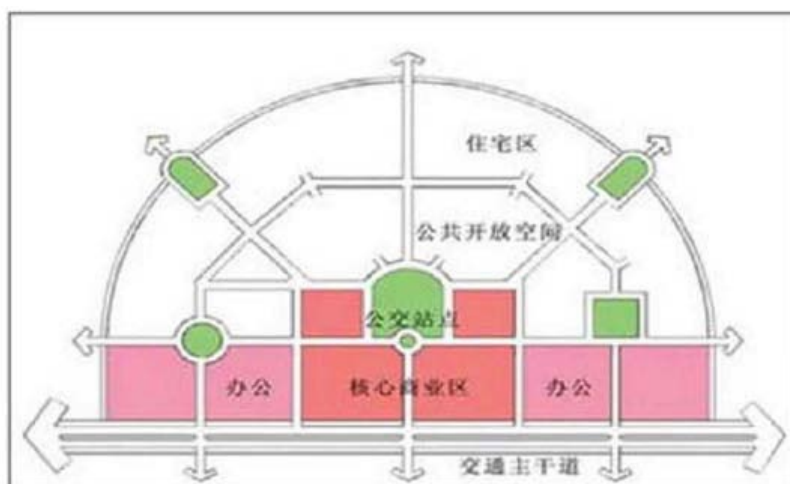 住宅区
公共开放空间
公交站点
办公
核心商业区
办公
交通主干道